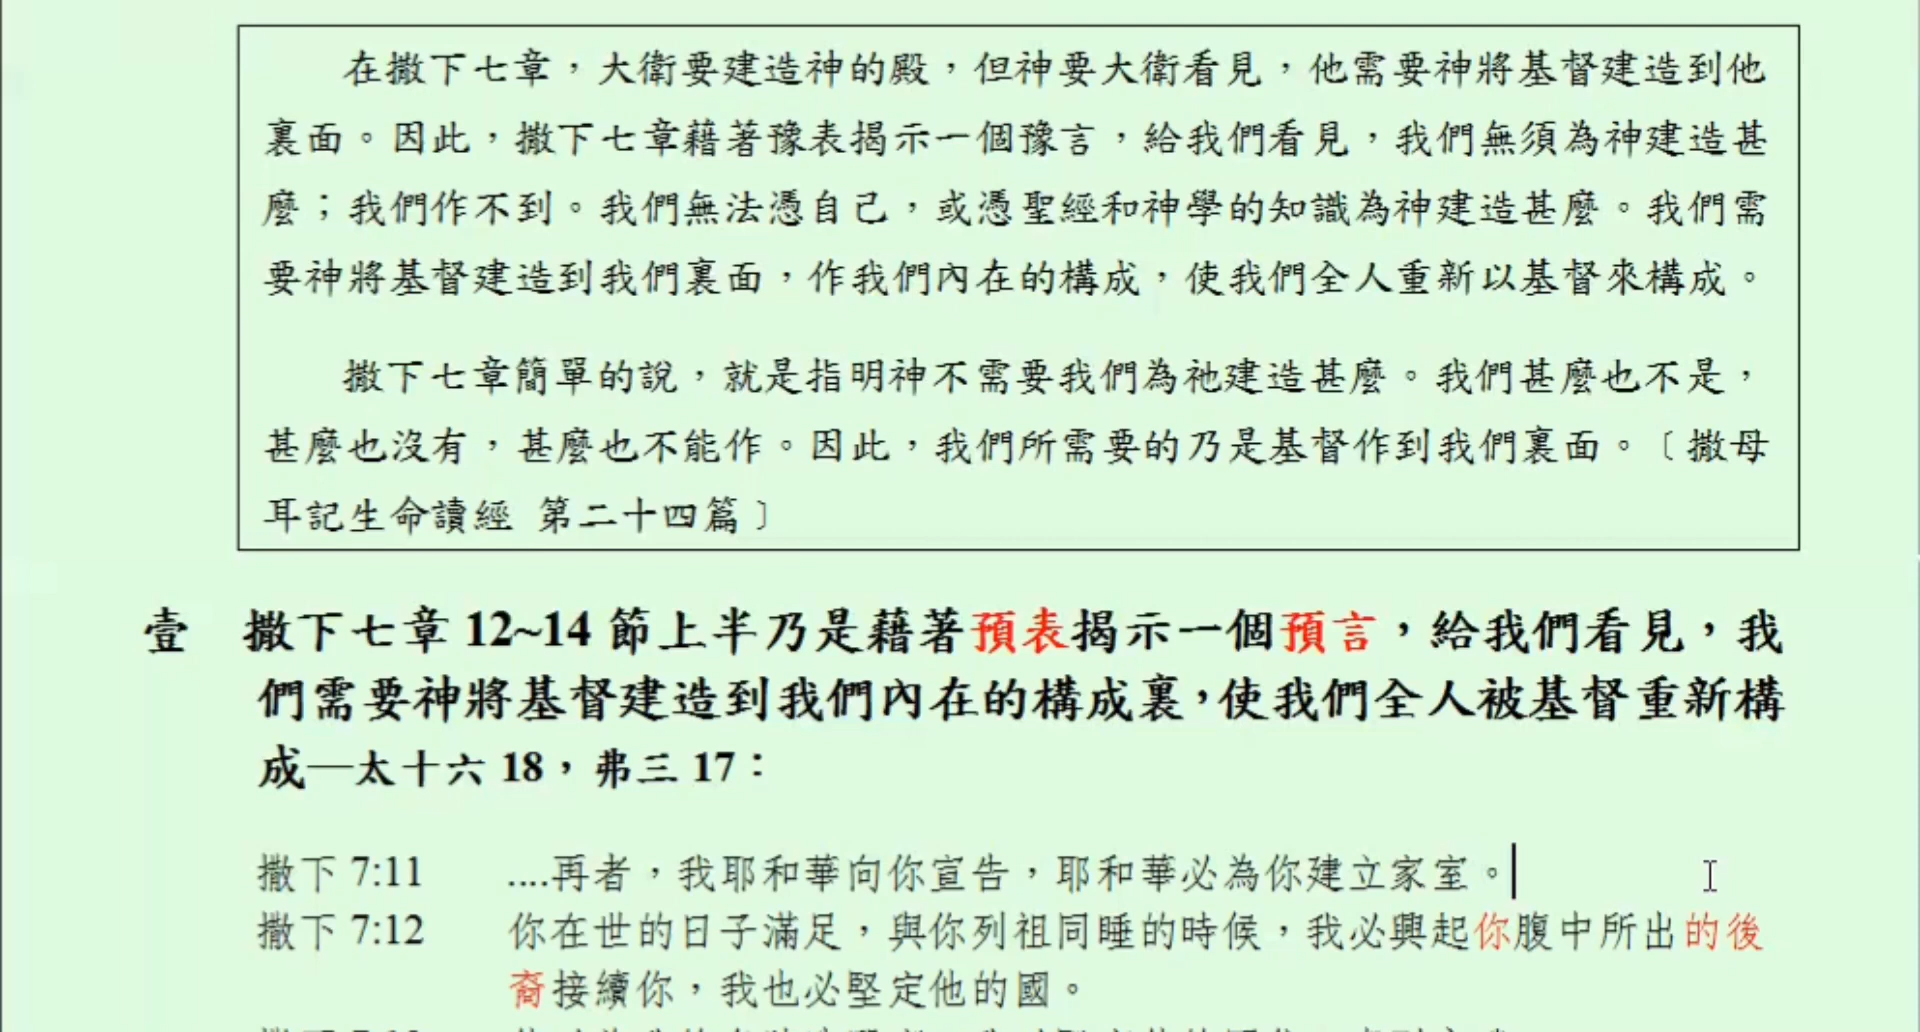 在撒下七章，大衛要建造神的殿，但神要大衛看見，他需要神將基督建造到他
裏面。因此，撒下七章藉著豫表揭示一個豫言，給我們看見，我們無須為神建造甚
麼；我們作不到。我們無法憑自己，或憑聖經和神學的知識為神建造甚麼。我們需
要神將基督建造到我們裏面，作我們內在的構成，使我們全人重新以基督來構成。
撒下七章簡單的說，就是指明神不需要我們為祂建造甚麼。我們甚麼也不是，
甚麼也沒有，甚麼也不能作。因此，我們所需要的乃是基督作到我們裏面。〔撒母
耳記生命讀經 第二十四篇〕
壹 撒下七章 12~14 節上半乃是藉著預表揭示一個預言，給我們看見，我
們需要神將基督建造到我們內在的構成裏，使我們全人被基督重新構
成—太十六 18，弗三 17：
撒下 7:11 ....再者，我耶和華向你宣告，耶和華必為你建立家室。
撒下 7:12 你在世的日子滿足，與你列祖同睡的時候，我必興起你腹中所出的後
裔接續你，我也必堅定他的國。